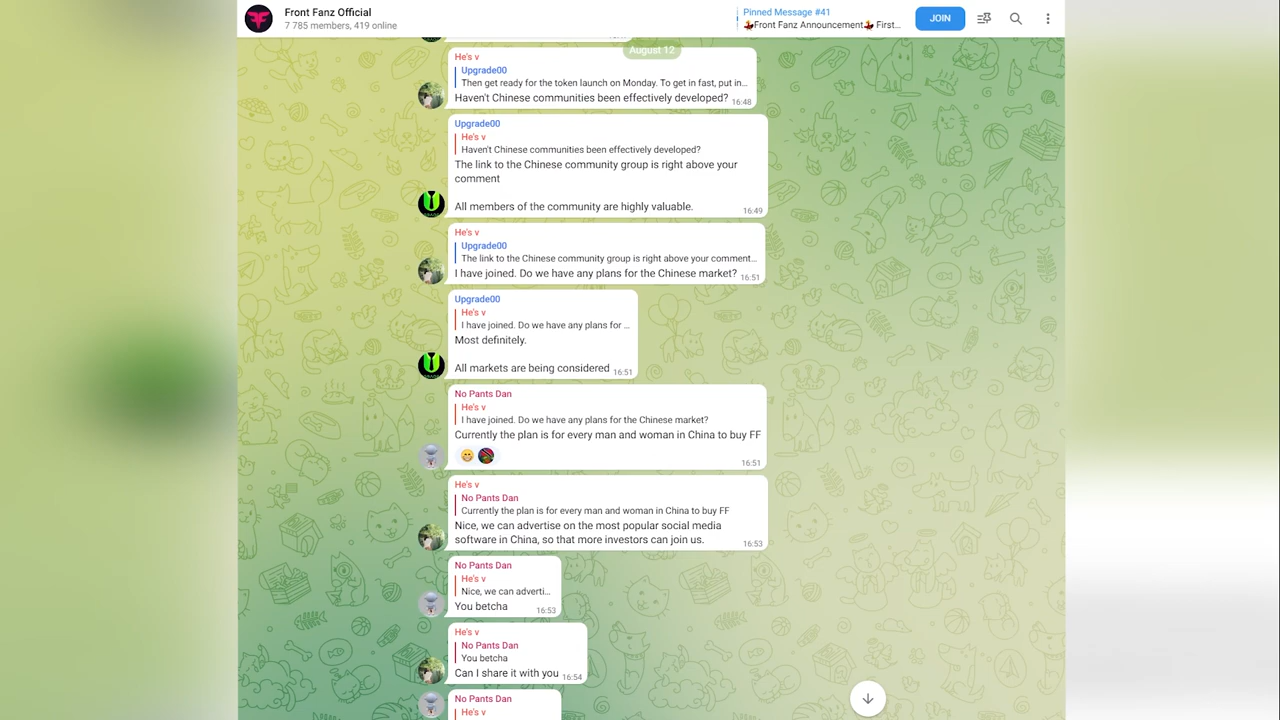 Front Fanz Official
7 785 members, 419 online
Pinned Message #41
Front Fanz Announcement First...
JOIN
August 12
He's v
Upgrade00
Then get ready for the token launch on Monday. To get in fast, put in...
Haven't Chinese communities been effectively developed? 16:48
Upgrade00
He's v
Haven't Chinese communities been effectively developed?
The link to the Chinese community group is right above your
comment
All members of the community are highly valuable. 16:49
He's v
Upgrade00
The link to the Chinese community group is right above your comment...
I have joined. Do we have any plans for the Chinese market? 16:51
Upgrade00
He's v
I have joined. Do we have any plans for ...
Most definitely.
All markets are being considered 16:51
No Pants Dan
He's v
I have joined. Do we have any plans for the Chinese market?
Currently the plan is for every man and woman in China to buy FF
16:51
He's v
No Pants Dan
Currently the plan is for every man and woman in China to buy FF
Nice, we can advertise on the most popular social media
software in China, so that more investors can join us. 16:53
No Pants Dan
He's v
Nice, we can adverti...
You betcha 16:53
He's v
No Pants Dan
You betcha
Can I share it with you 16:54
No Pants Dan
He's v